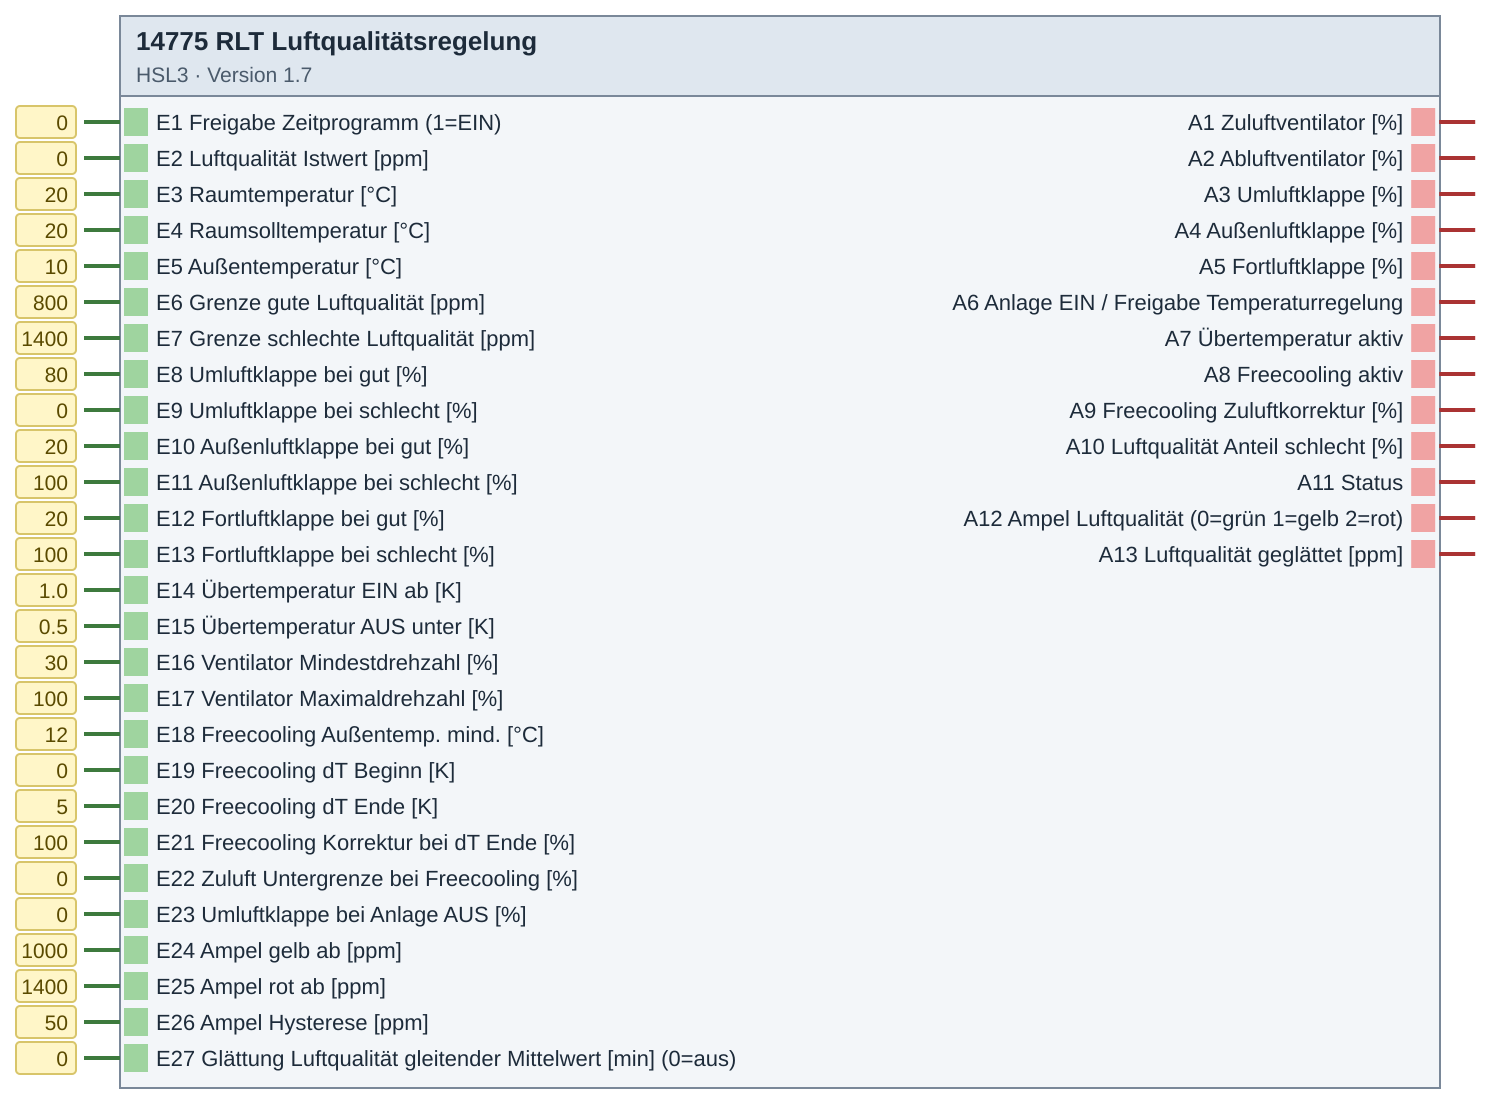 14775 RLT Luftqualitätsregelung
HSL3 · Version 1.7
0 E1 Freigabe Zeitprogramm (1=EIN) A1 Zuluftventilator [%]
0 E2 Luftqualität Istwert [ppm] A2 Abluftventilator [%]
20 E3 Raumtemperatur [°C] A3 Umluftklappe [%]
20 E4 Raumsolltemperatur [°C] A4 Außenluftklappe [%]
10 E5 Außentemperatur [°C] A5 Fortluftklappe [%]
800 E6 Grenze gute Luftqualität [ppm] A6 Anlage EIN / Freigabe Temperaturregelung
1400 E7 Grenze schlechte Luftqualität [ppm] A7 Übertemperatur aktiv
80 E8 Umluftklappe bei gut [%] A8 Freecooling aktiv
0 E9 Umluftklappe bei schlecht [%] A9 Freecooling Zuluftkorrektur [%]
20 E10 Außenluftklappe bei gut [%] A10 Luftqualität Anteil schlecht [%]
100 E11 Außenluftklappe bei schlecht [%] A11 Status
20 E12 Fortluftklappe bei gut [%] A12 Ampel Luftqualität (0=grün 1=gelb 2=rot)
100 E13 Fortluftklappe bei schlecht [%] A13 Luftqualität geglättet [ppm]
1.0 E14 Übertemperatur EIN ab [K]
0.5 E15 Übertemperatur AUS unter [K]
30 E16 Ventilator Mindestdrehzahl [%]
100 E17 Ventilator Maximaldrehzahl [%]
12 E18 Freecooling Außentemp. mind. [°C]
0 E19 Freecooling dT Beginn [K]
5 E20 Freecooling dT Ende [K]
100 E21 Freecooling Korrektur bei dT Ende [%]
0 E22 Zuluft Untergrenze bei Freecooling [%]
0 E23 Umluftklappe bei Anlage AUS [%]
1000 E24 Ampel gelb ab [ppm]
1400 E25 Ampel rot ab [ppm]
50 E26 Ampel Hysterese [ppm]
0 E27 Glättung Luftqualität gleitender Mittelwert [min] (0=aus)